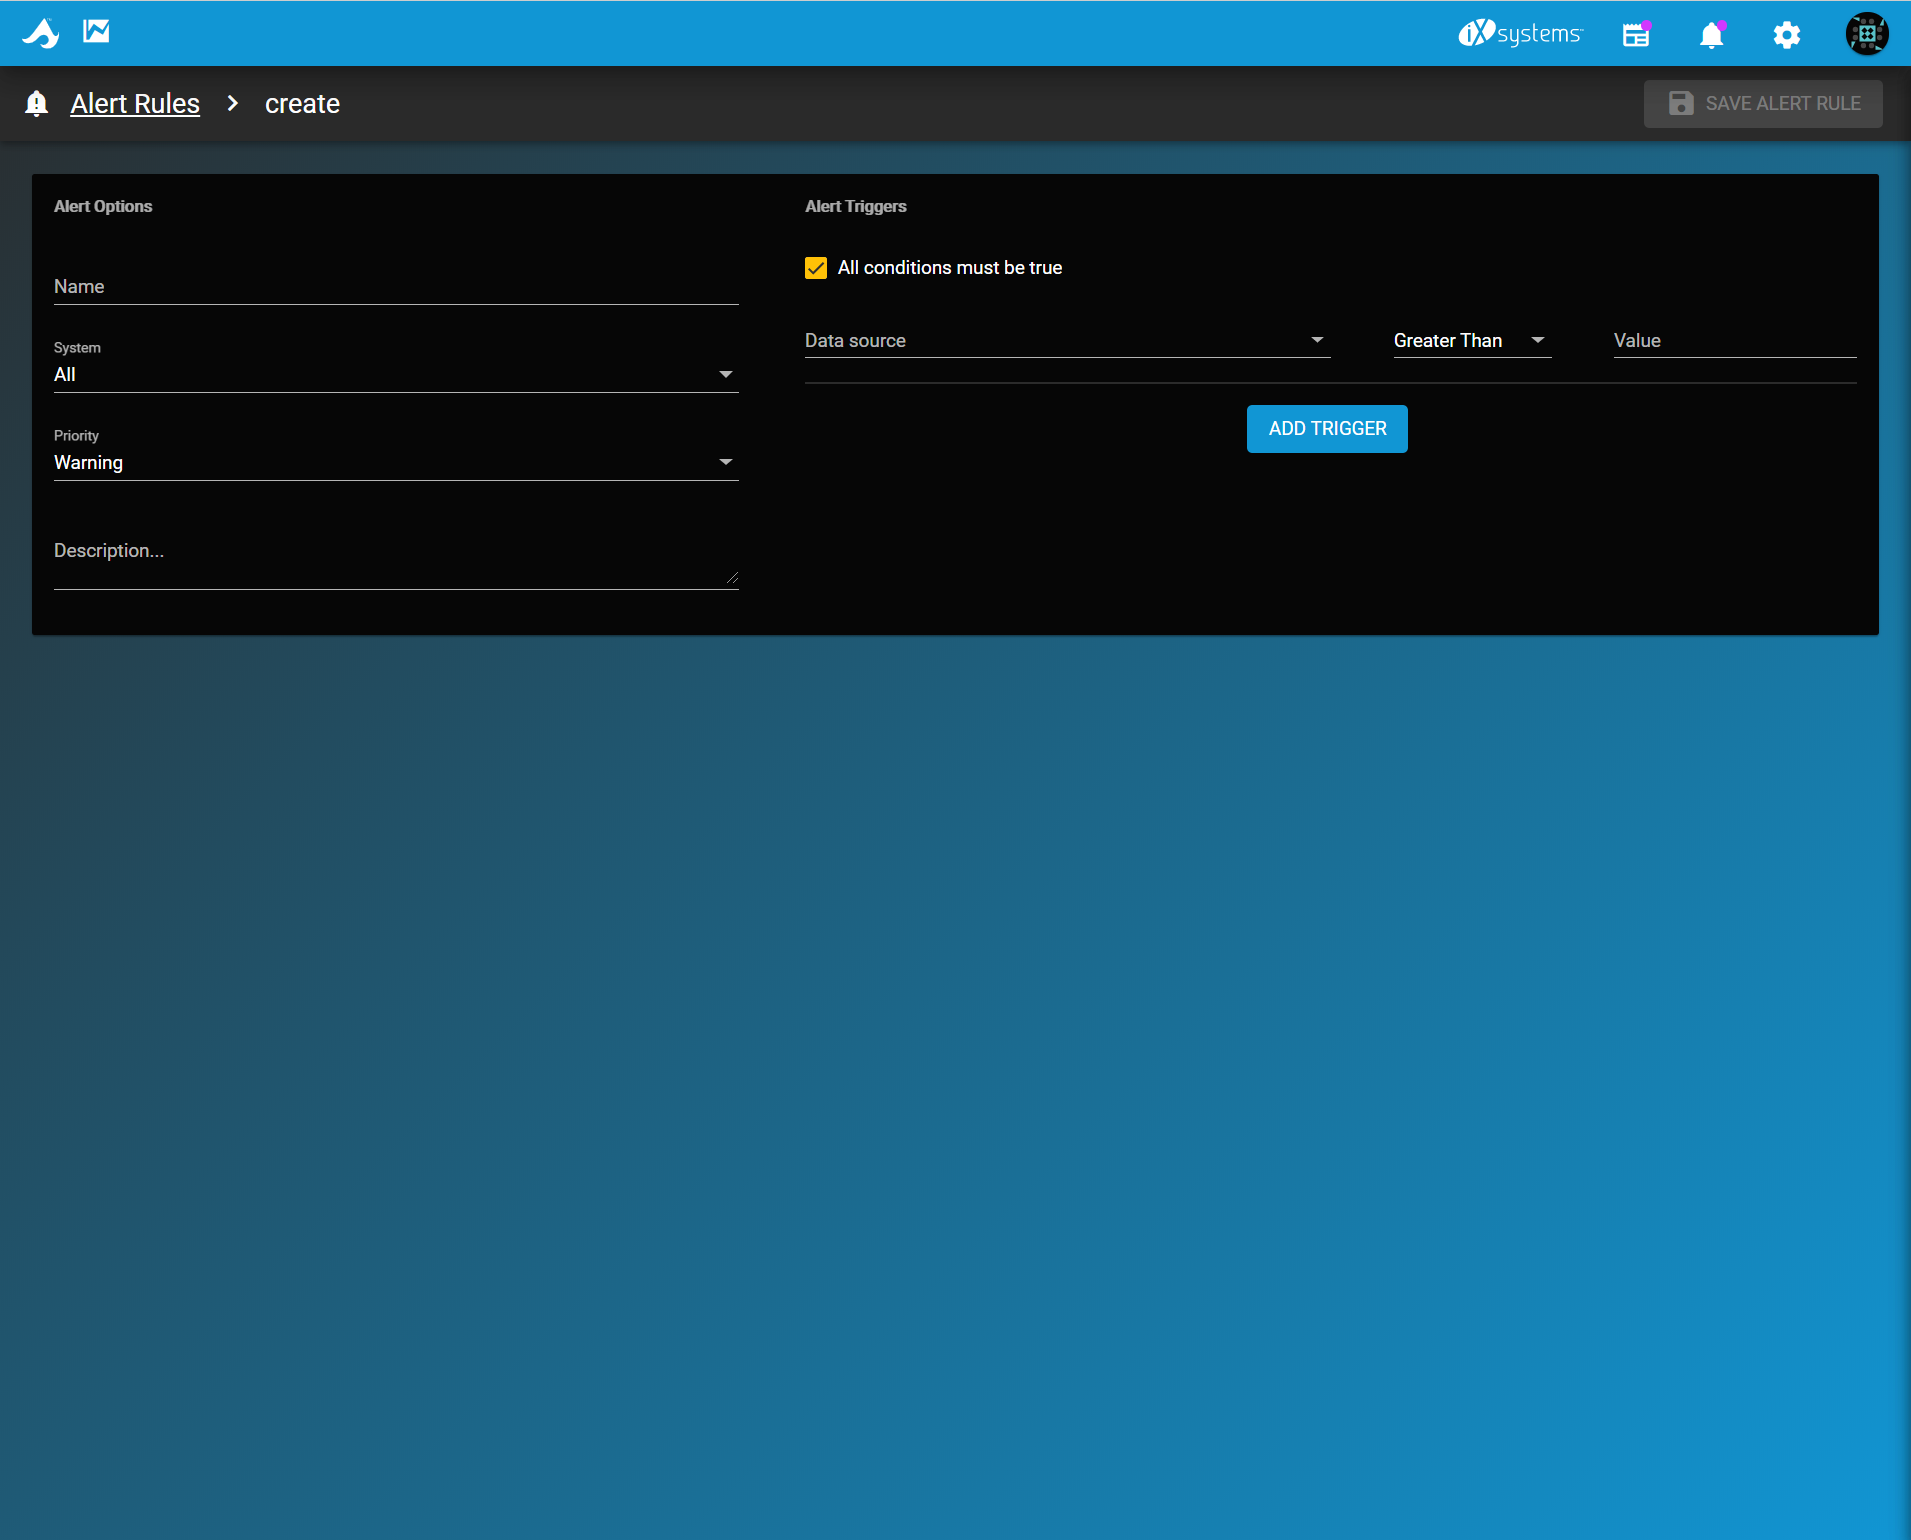 iXsystems™
Alert Rules > create
SAVE ALERT RULE
Alert Options
Name
System
All
Priority
Warning
Description...
Alert Triggers
All conditions must be true
Data source
Greater Than
Value
ADD TRIGGER